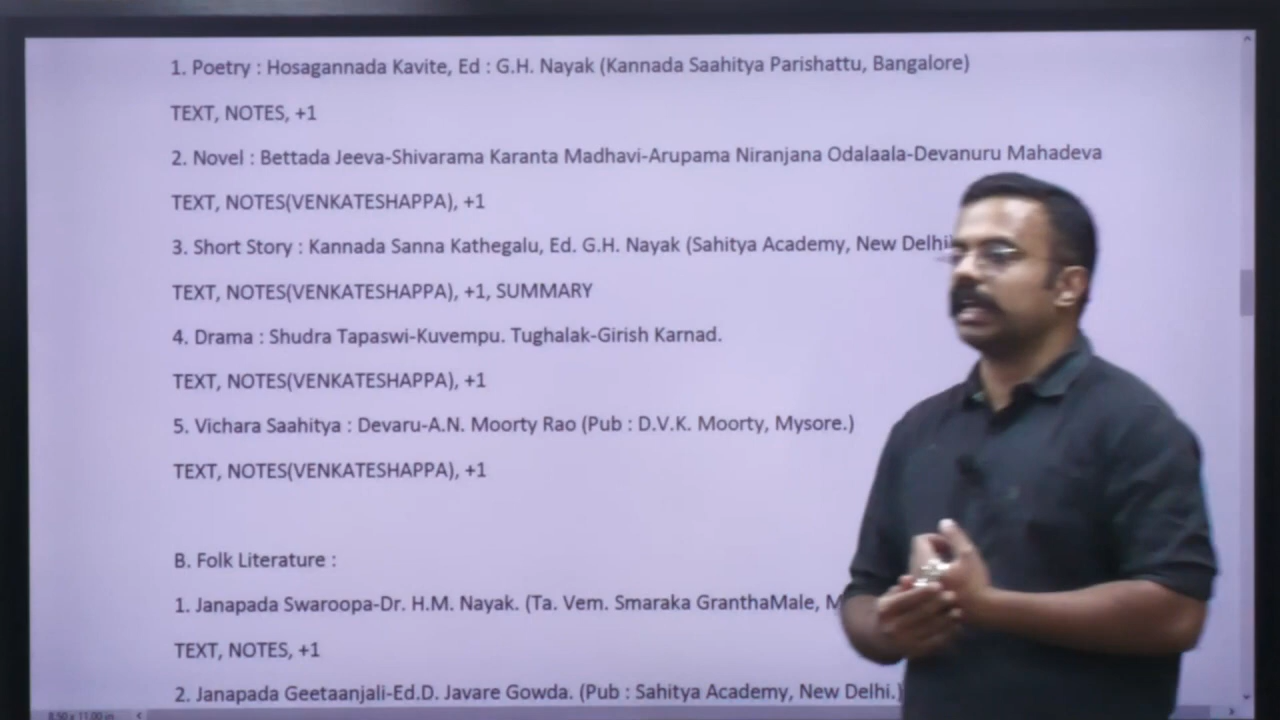 1. Poetry : Hosagannada Kavite, Ed : G.H. Nayak (Kannada Saahitya Parishattu, Bangalore)
TEXT, NOTES, +1
2. Novel : Bettada Jeeva-Shivarama Karanta Madhavi-Arupama Niranjana Odalaala-Devanuru Mahadeva
TEXT, NOTES(VENKATESHAPPA), +1
3. Short Story : Kannada Sanna Kathegalu, Ed. G.H. Nayak (Sahitya Academy, New Delhi
TEXT, NOTES(VENKATESHAPPA), +1, SUMMARY
4. Drama : Shudra Tapaswi-Kuvempu. Tughalak-Girish Karnad.
TEXT, NOTES(VENKATESHAPPA), +1
5. Vichara Saahitya : Devaru-A.N. Moorty Rao (Pub : D.V.K. Moorty, Mysore.)
TEXT, NOTES(VENKATESHAPPA), +1
B. Folk Literature :
1. Janapada Swaroopa-Dr. H.M. Nayak. (Ta. Vem. Smaraka GranthaMale, M
TEXT, NOTES, +1
2. Janapada Geetaanjali-Ed.D. Javare Gowda. (Pub : Sahitya Academy, New Delhi.)
8.50 x 11.00 in